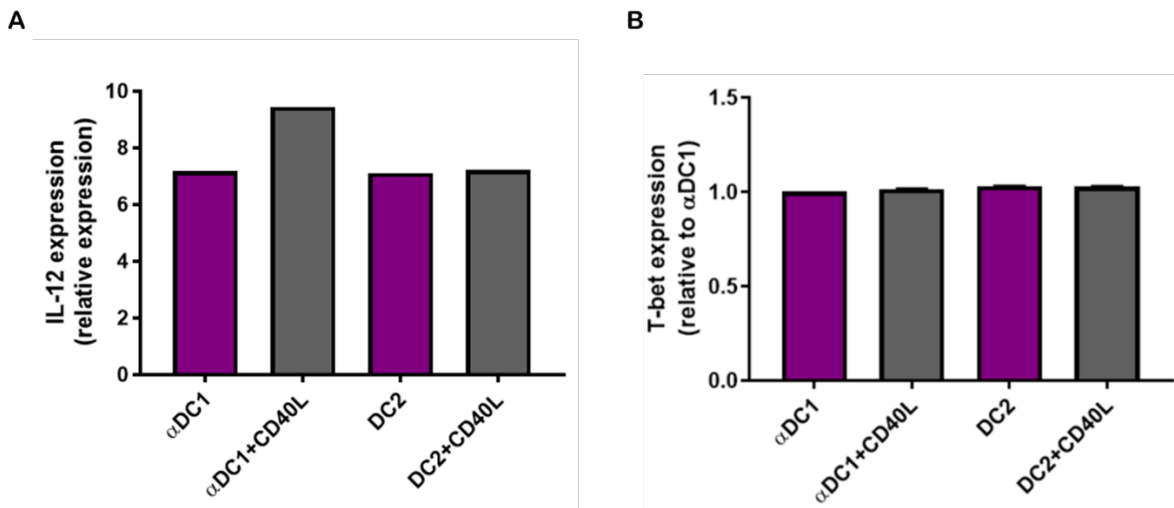 A
IL-12 expression
(relative expression)
10
8
6
4
2
0
αDC1
αDC1+CD40L
DC2
DC2+CD40L
B
T-bet expression
(relative to αDC1)
1.5
1.0
0.5
0.0
αDC1
αDC1+CD40L
DC2
DC2+CD40L